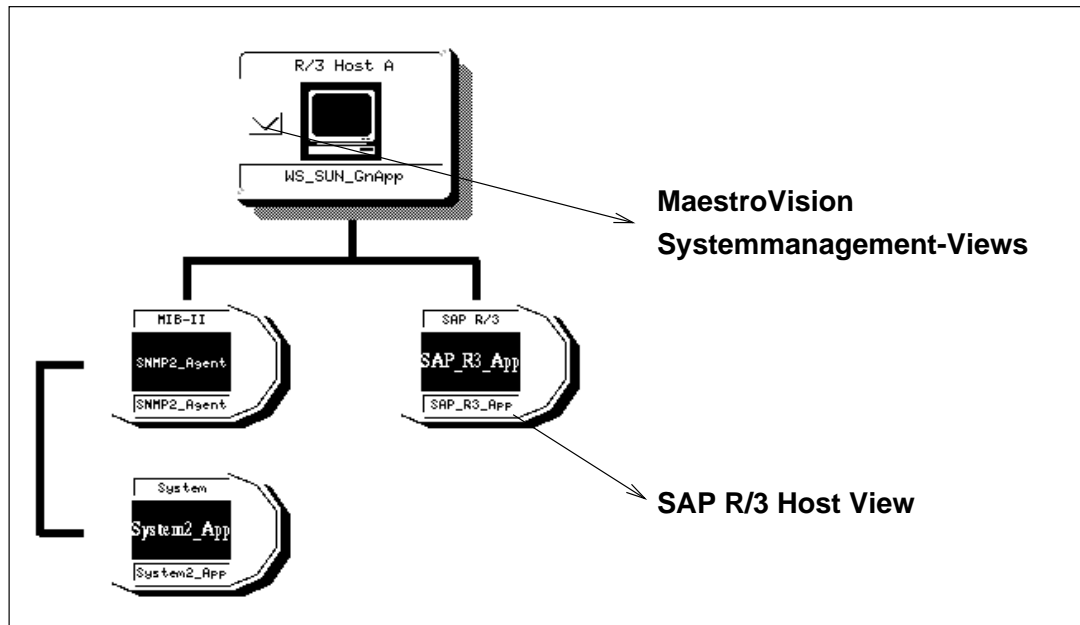 R/3 Host A
WS_SUN_GnApp
MaestroVision
Systemmanagement-Views
MIB-II
SNMP2_Agent
SNMP2_Agent
SAP R/3
SAP_R3_App
SAP_R3_App
System
System2_App
System2_App
SAP R/3 Host View